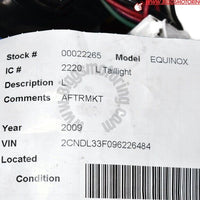 Stock # 00022265 Model EQUINOX
IC # 2220 L Taillight
Description L
Comments AFTRMKT
Year 2009
VIN 2CNDL33F096226484
Located
Condition